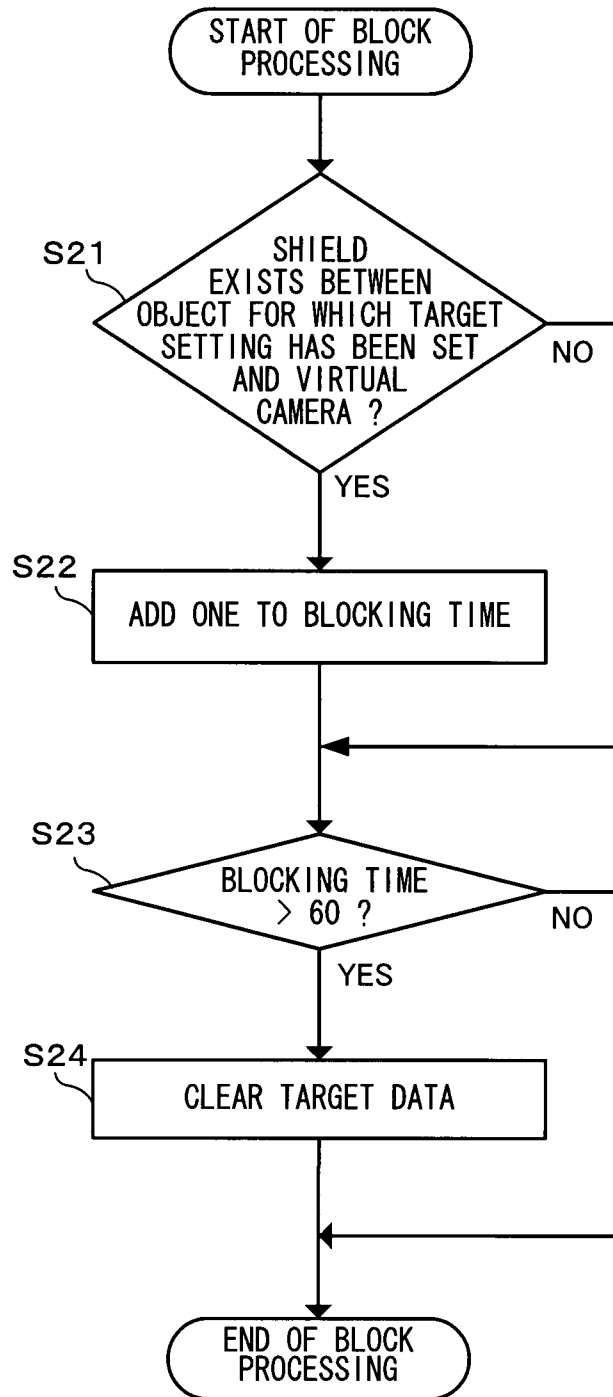 START OF BLOCK
PROCESSING
S21
SHIELD
EXISTS BETWEEN
OBJECT FOR WHICH TARGET
SETTING HAS BEEN SET
AND VIRTUAL
CAMERA ?
NO
YES
S22
ADD ONE TO BLOCKING TIME
S23
BLOCKING TIME
> 60 ?
NO
YES
S24
CLEAR TARGET DATA
END OF BLOCK
PROCESSING